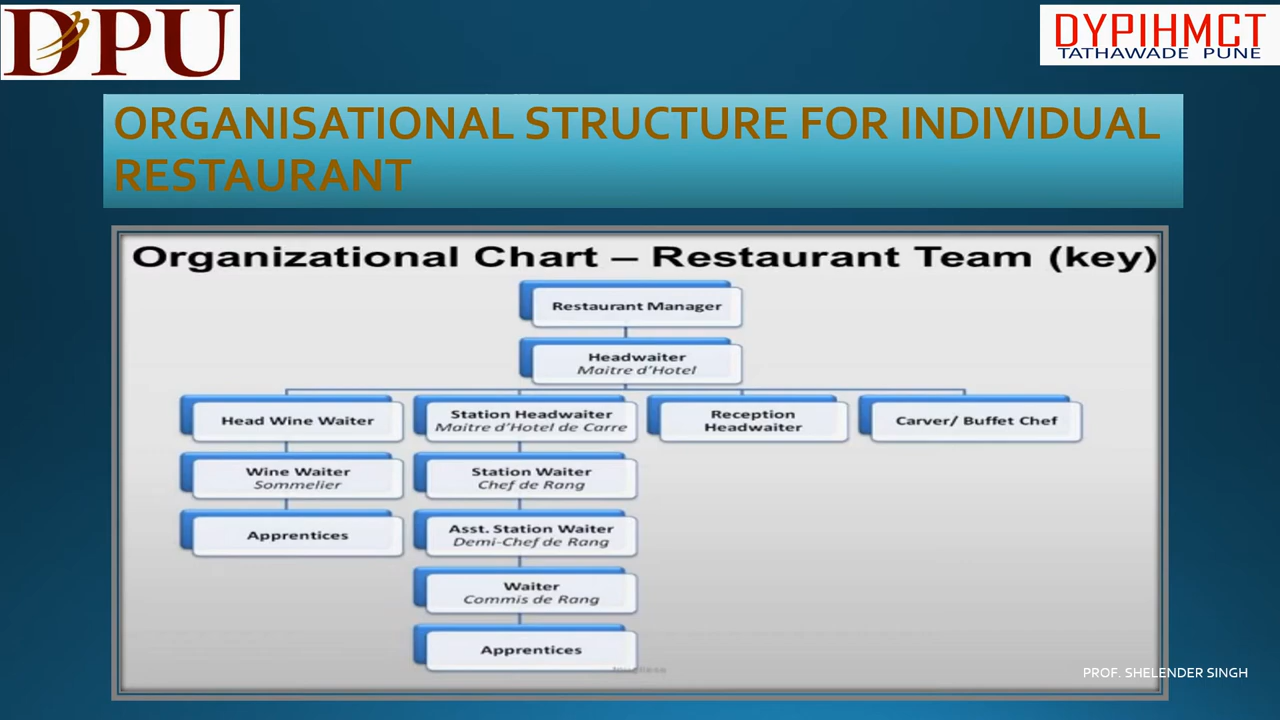 DPU
DYPIHMCT
TATHAWADE PUNE
ORGANISATIONAL STRUCTURE FOR INDIVIDUAL
RESTAURANT
Organizational Chart – Restaurant Team (key)
Restaurant Manager
Headwaiter
Maitre d'Hotel
Head Wine Waiter
Station Headwaiter
Maitre d'Hotel de Carre
Reception
Headwaiter
Carver/ Buffet Chef
Wine Waiter
Sommelier
Station Waiter
Chef de Rang
Apprentices
Asst. Station Waiter
Demi-Chef de Rang
Waiter
Commis de Rang
Apprentices
PROF. SHELENDER SINGH